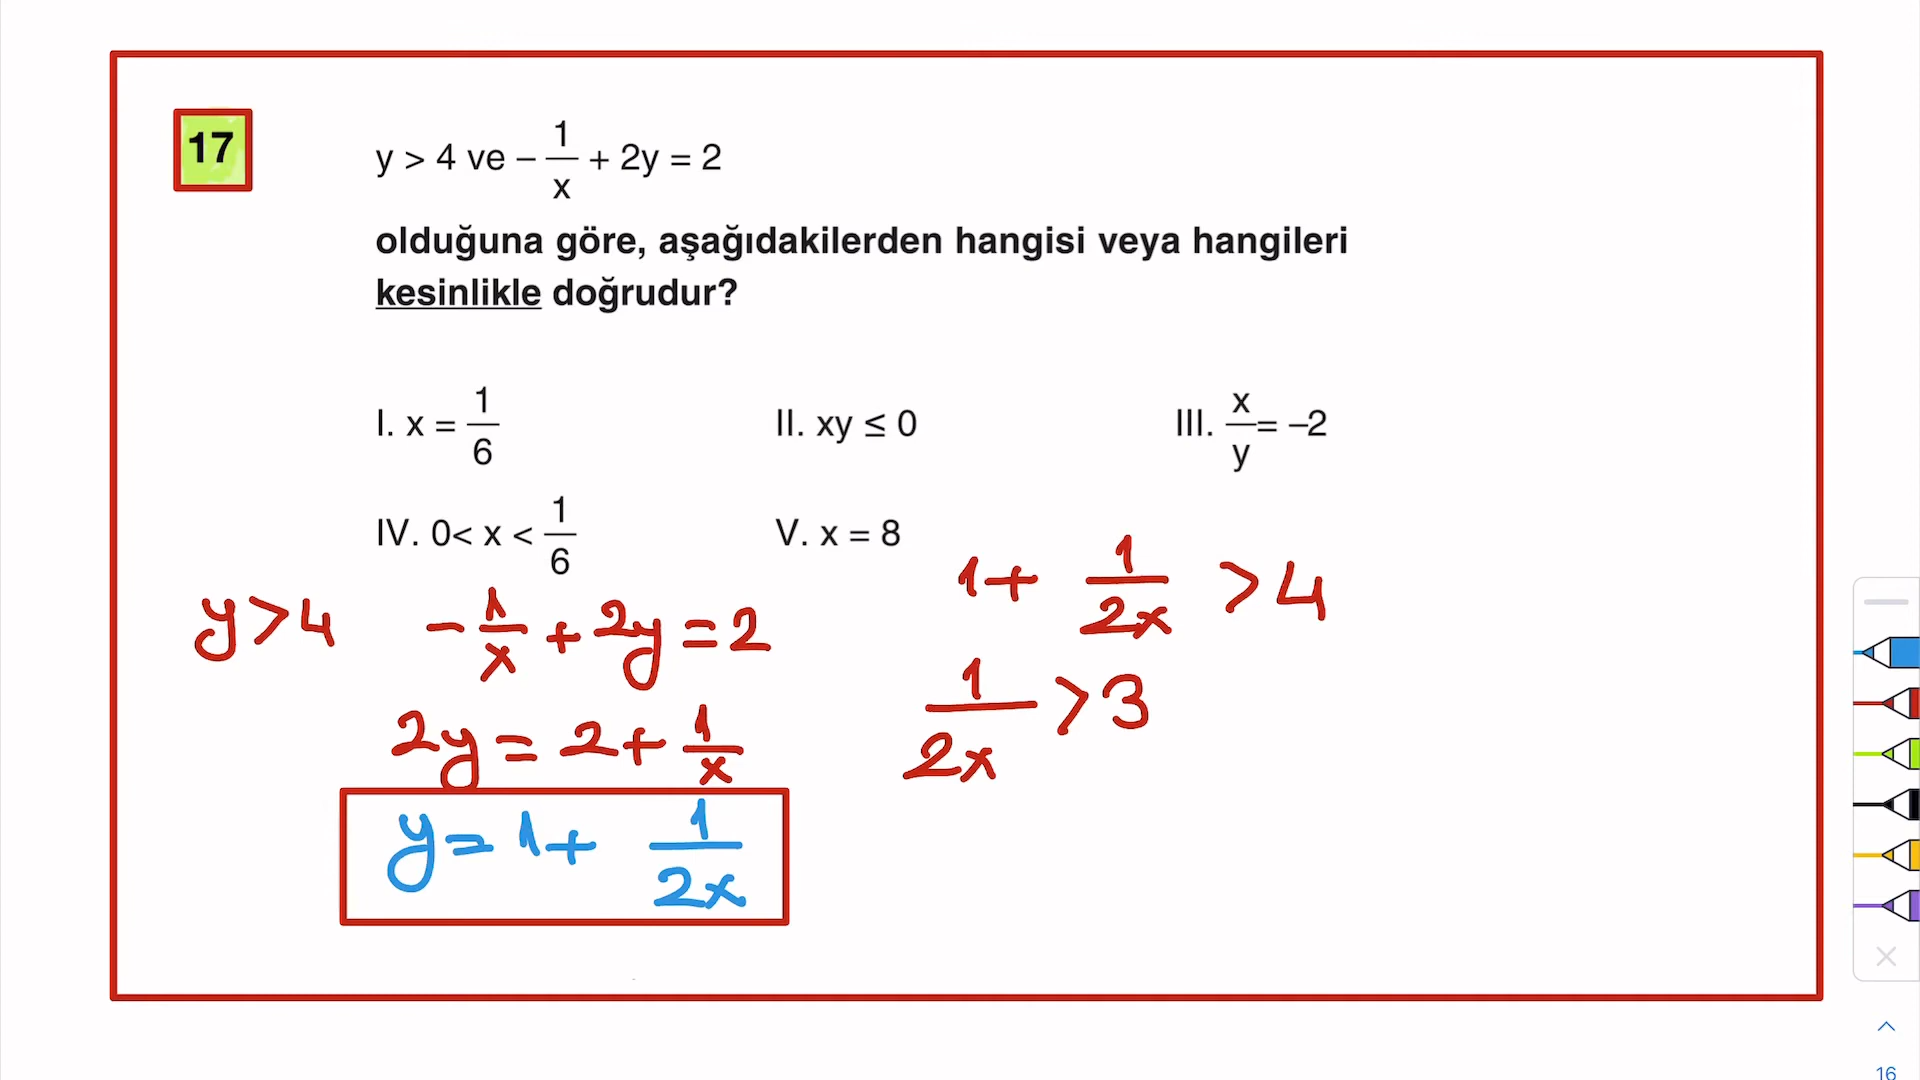 17
y > 4 ve – 1/x + 2y = 2
olduğuna göre, aşağıdakilerden hangisi veya hangileri
kesinlikle doğrudur?
I. x = 1/6
II. xy ≤ 0
III. x/y = –2
IV. 0< x < 1/6
V. x = 8
y > 4
- 1/x + 2y = 2
2y = 2 + 1/x
y = 1 + 1/2x
1 + 1/2x > 4
1/2x > 3
16